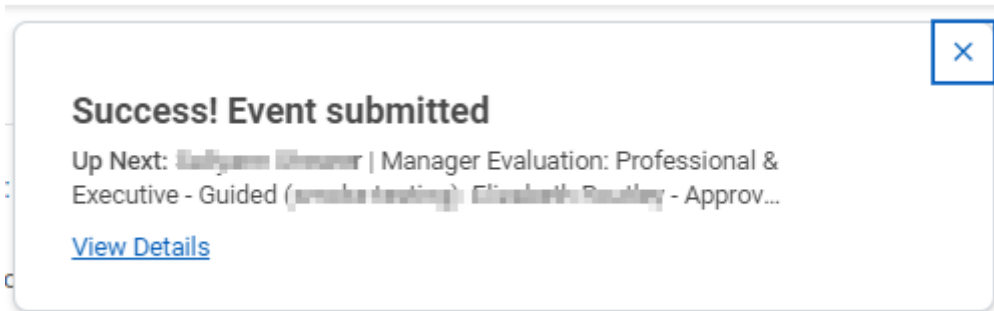 Success! Event submitted
Up Next: | Manager Evaluation: Professional &
Executive - Guided ( - Approv...
View Details